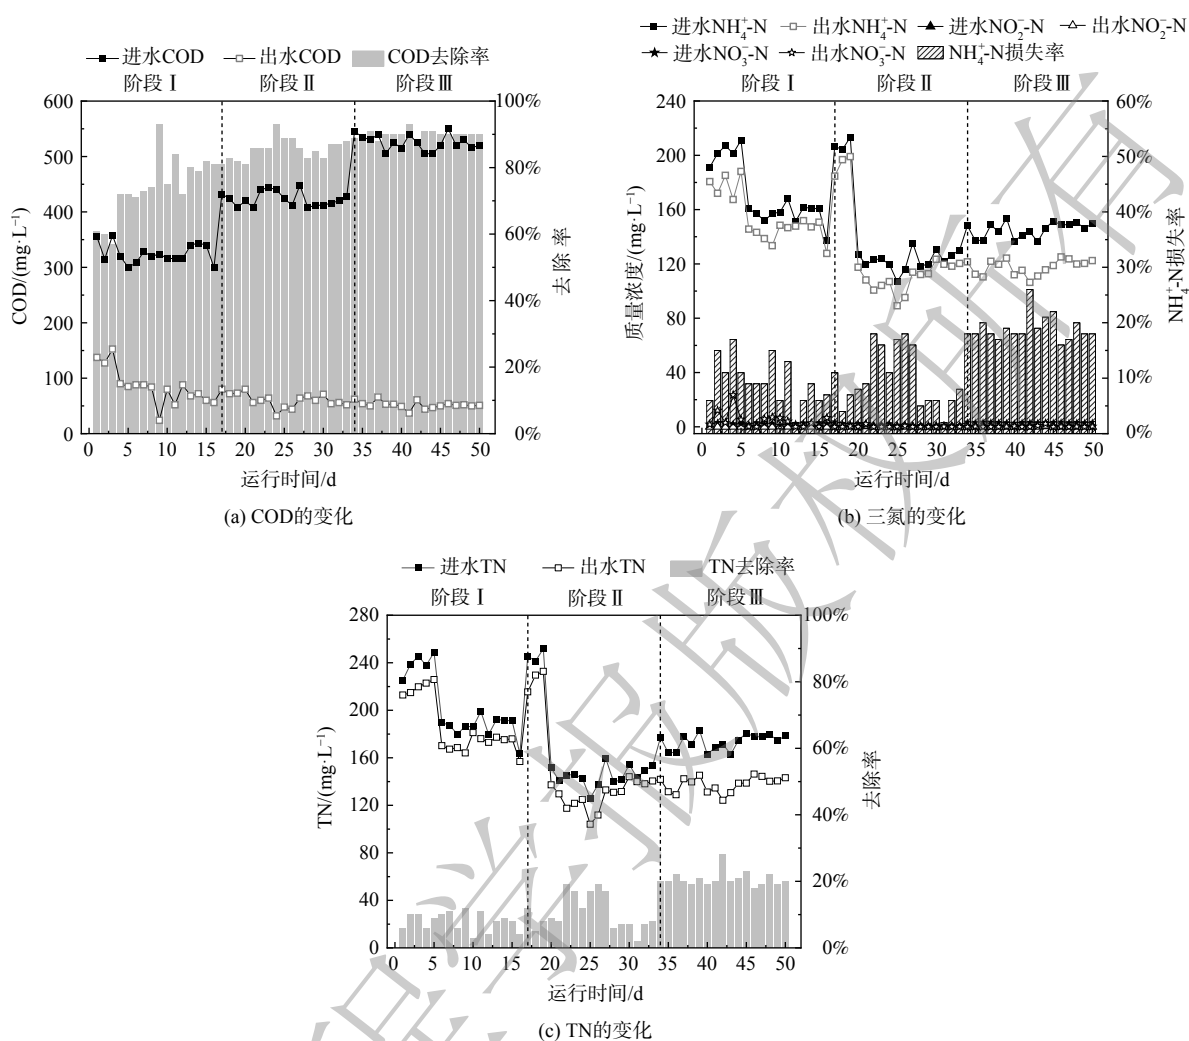 进水COD 出水COD COD去除率
阶段Ⅰ 阶段Ⅱ 阶段Ⅲ
600 500 400 300 200 100 0
COD/(mg·L⁻¹)
100% 80% 60% 40% 20% 0%
去除率
0 5 10 15 20 25 30 35 40 45 50
运行时间/d
(a) COD的变化
进水NH₄⁺-N 出水NH₄⁺-N 进水NO₂⁻-N 出水NO₂⁻-N
进水NO₃⁻-N 出水NO₃⁻-N NH₄⁺-N损失率
阶段Ⅰ 阶段Ⅱ 阶段Ⅲ
240 200 160 120 80 40 0
质量浓度/(mg·L⁻¹)
60% 50% 40% 30% 20% 10% 0%
NH₄⁺-N损失率
0 5 10 15 20 25 30 35 40 45 50
运行时间/d
(b) 三氮的变化
进水TN 出水TN TN去除率
阶段Ⅰ 阶段Ⅱ 阶段Ⅲ
280 240 200 160 120 80 40 0
TN/(mg·L⁻¹)
100% 80% 60% 40% 20% 0%
去除率
0 5 10 15 20 25 30 35 40 45 50
运行时间/d
(c) TN的变化
程学报版权所有